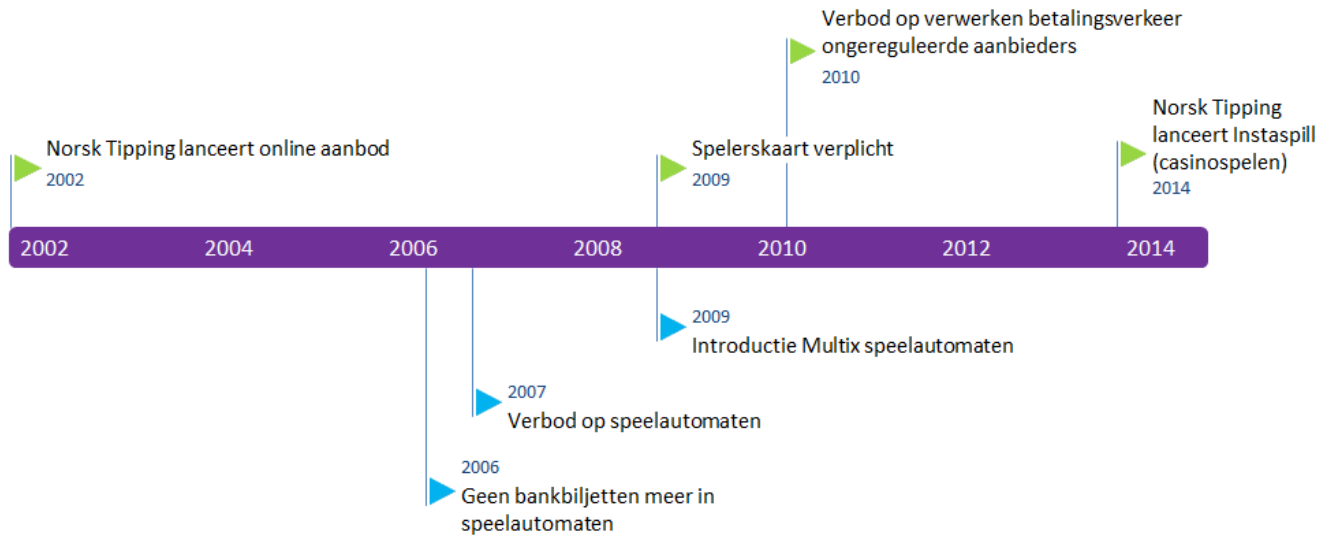 Verbod op verwerken betalingsverkeer
ongereguleerde aanbieders
2010
Norsk Tipping
lanceert Instaspill
(casinospelen)
2014
Norsk Tipping lanceert online aanbod
2002
Spelerskaart verplicht
2009
2002 2004 2006 2008 2010 2012 2014
2009
Introductie Multix speelautomaten
2007
Verbod op speelautomaten
2006
Geen bankbiljetten meer in
speelautomaten